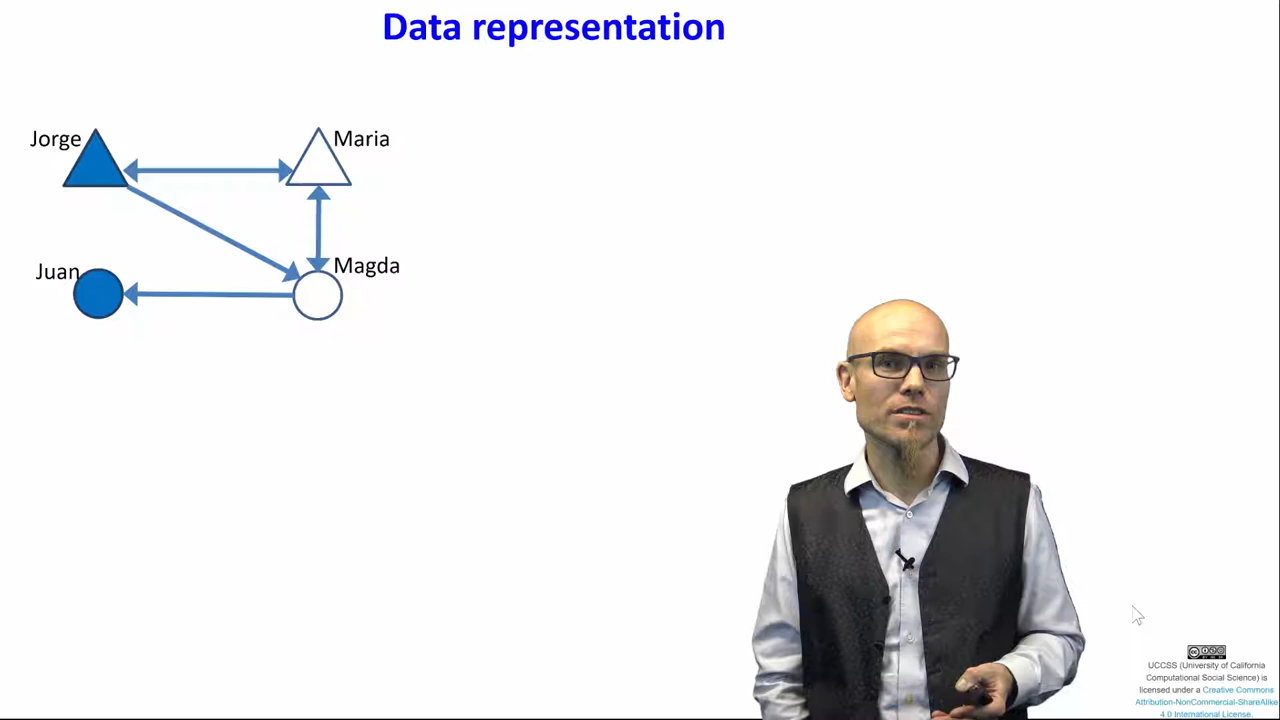 Data representation
Jorge
Maria
Juan
Magda
UCCSS (University of California
Computational Social Science) is
licensed under a Creative Commons
Attribution-NonCommercial-ShareAlike
4.0 International License.